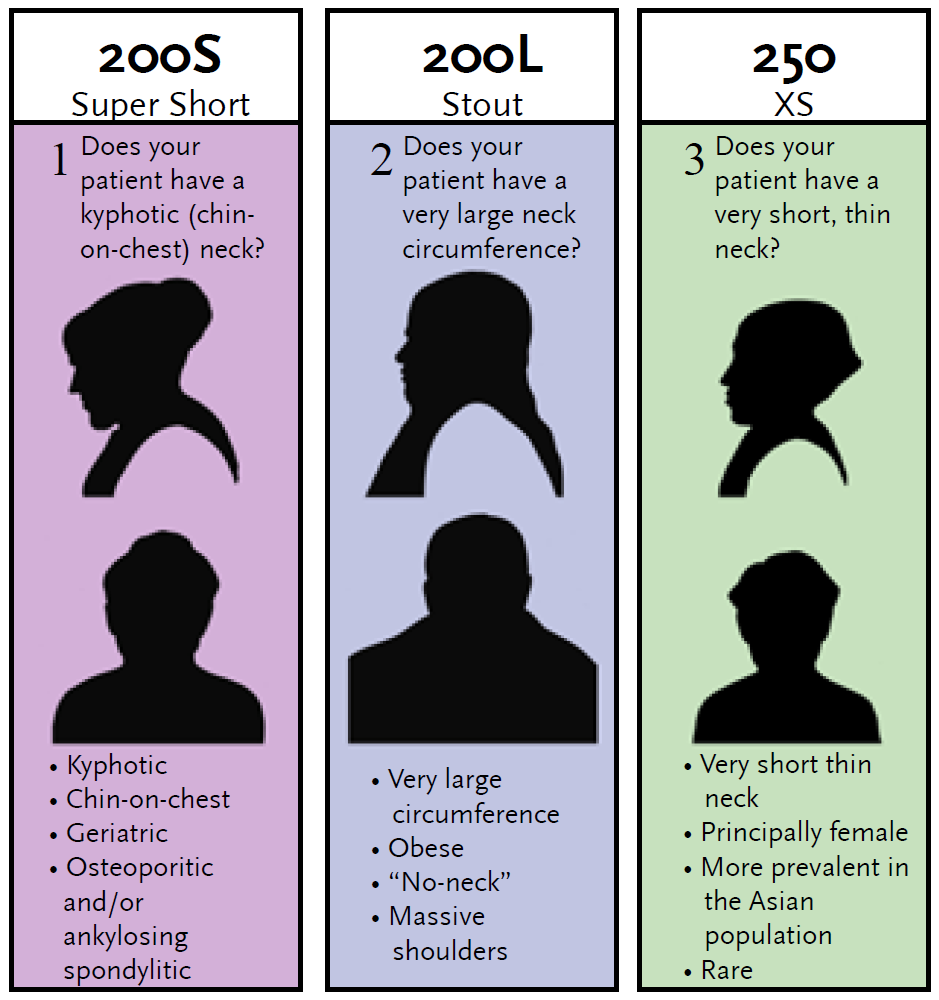 200S
Super Short
1 Does your
patient have a
kyphotic (chin-
on-chest) neck?
• Kyphotic
• Chin-on-chest
• Geriatric
• Osteoporitic
and/or
ankylosing
spondylitic
200L
Stout
2 Does your
patient have a
very large neck
circumference?
• Very large
circumference
• Obese
• “No-neck”
• Massive
shoulders
250
XS
3 Does your
patient have a
very short, thin
neck?
• Very short thin
neck
• Principally female
• More prevalent in
the Asian
population
• Rare